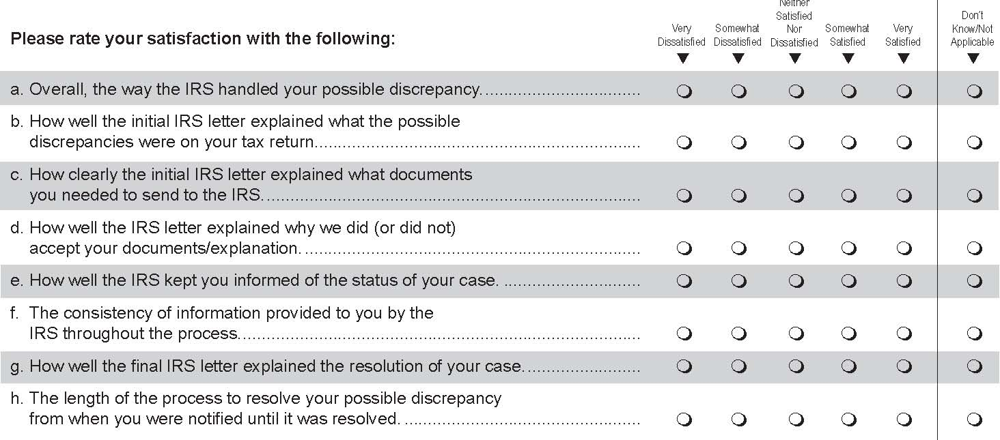 Neither
Satisfied
Nor
Dissatisfied
Very
Dissatisfied
Somewhat
Dissatisfied
Somewhat
Satisfied
Very
Satisfied
Don't
Know/Not
Applicable
Please rate your satisfaction with the following:
a. Overall, the way the IRS handled your possible discrepancy.
b. How well the initial IRS letter explained what the possible
discrepancies were on your tax return.
c. How clearly the initial IRS letter explained what documents
you needed to send to the IRS.
d. How well the IRS letter explained why we did (or did not)
accept your documents/explanation.
e. How well the IRS kept you informed of the status of your case.
f. The consistency of information provided to you by the
IRS throughout the process.
g. How well the final IRS letter explained the resolution of your case.
h. The length of the process to resolve your possible discrepancy
from when you were notified until it was resolved.